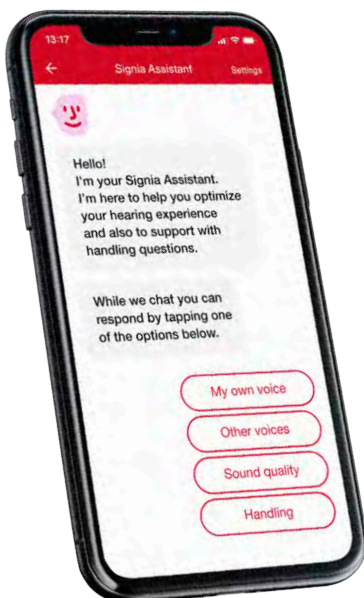 13:17
Signia Assistant
Settings
Hello!
I'm your Signia Assistant.
I'm here to help you optimize
your hearing experience
and also to support with
handling questions.
While we chat you can
respond by tapping one
of the options below.
My own voice
Other voices
Sound quality
Handling